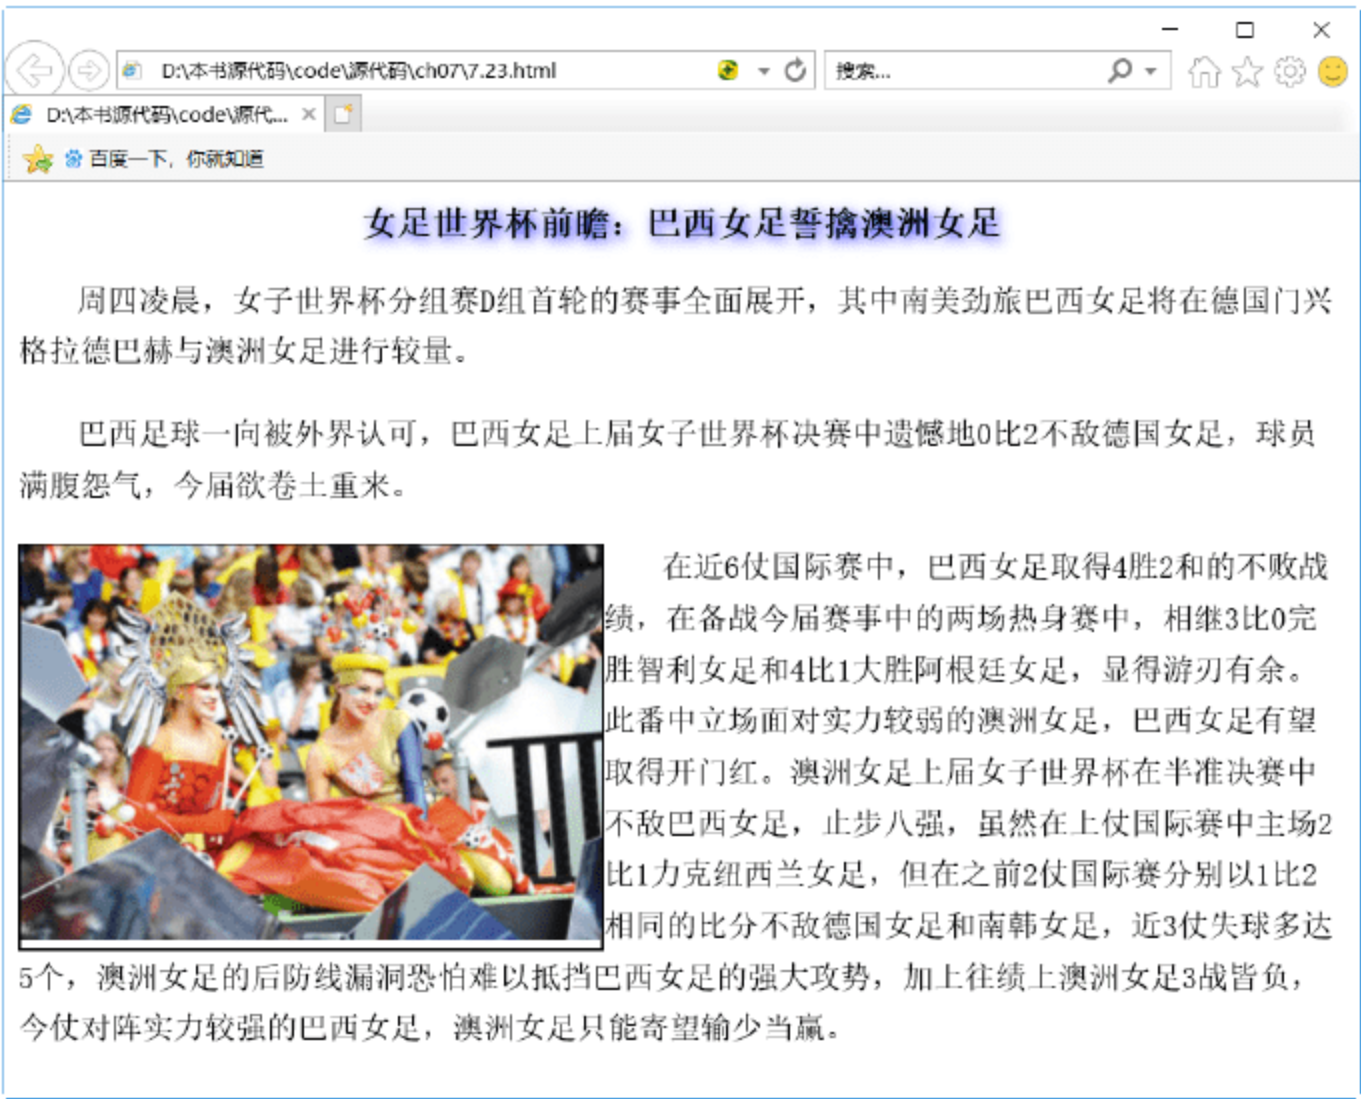 D:\本书源代码\code\源代码\ch07\7.23.html
搜索...
D:\本书源代码\code\源代...
百度一下，你就知道
女足世界杯前瞻：巴西女足誓擒澳洲女足
周四凌晨，女子世界杯分组赛D组首轮的赛事全面展开，其中南美劲旅巴西女足将在德国门兴
格拉德巴赫与澳洲女足进行较量。
巴西足球一向被外界认可，巴西女足上届女子世界杯决赛中遗憾地0比2不敌德国女足，球员
满腹怨气，今届欲卷土重来。
在近6仗国际赛中，巴西女足取得4胜2和的不败战
绩，在备战今届赛事中的两场热身赛中，相继3比0完
胜智利女足和4比1大胜阿根廷女足，显得游刃有余。
此番中立场面对实力较弱的澳洲女足，巴西女足有望
取得开门红。澳洲女足上届女子世界杯在半准决赛中
不敌巴西女足，止步八强，虽然在上仗国际赛中主场2
比1力克纽西兰女足，但在之前2仗国际赛分别以1比2
相同的比分不敌德国女足和南韩女足，近3仗失球多达
5个，澳洲女足的后防线漏洞恐怕难以抵挡巴西女足的强大攻势，加上往绩上澳洲女足3战皆负，
今仗对阵实力较强的巴西女足，澳洲女足只能寄望输少当赢。